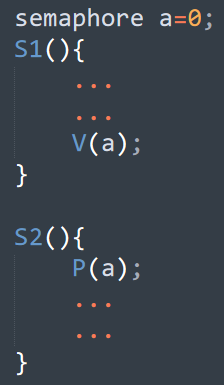 semaphore a=0;
S1(){
...
...
V(a);
}
S2(){
P(a);
...
...
}